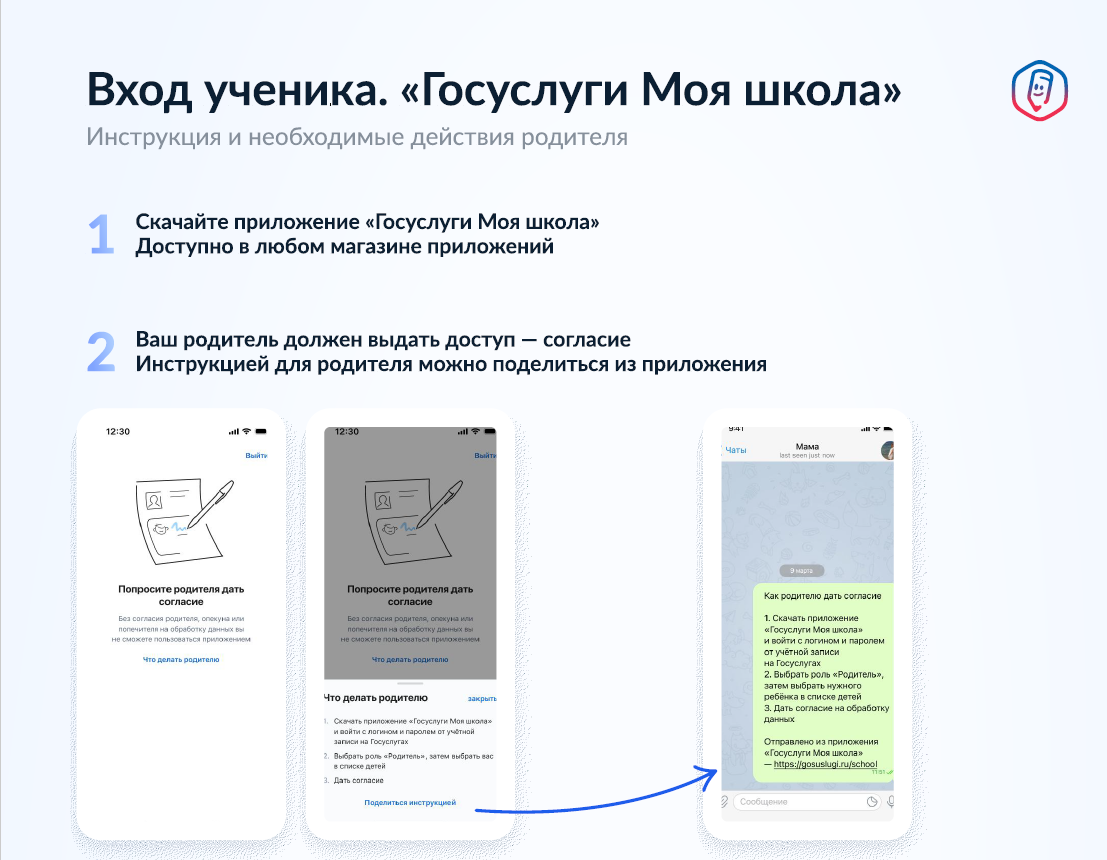 Вход ученика. «Госуслуги Моя школа»
Инструкция и необходимые действия родителя
1
Скачайте приложение «Госуслуги Моя школа»
Доступно в любом магазине приложений
2
Ваш родитель должен выдать доступ — согласие
Инструкцией для родителя можно поделиться из приложения
12:30
Выйти
Попросите родителя дать
согласие
Без согласия родителя, опекуна или
попечителя на обработку данных вы
не сможете пользоваться приложением
Что делать родителю
12:30
Выйти
Попросите родителя дать
согласие
Без согласия родителя, опекуна или
попечителя на обработку данных вы
не сможете пользоваться приложением
Что делать родителю
Что делать родителю
закрыть
1. Скачать приложение «Госуслуги Моя школа»
и войти с логином и паролем от учётной
записи на Госуслугах
2. Выбрать роль «Родитель», затем выбрать вас
в списке детей
3. Дать согласие
Поделиться инструкцией
9:41
Чаты
Мама
last seen just now
9 марта
Как родителю дать согласие
1. Скачать приложение
«Госуслуги Моя школа»
и войти с логином и паролем
от учётной записи
на Госуслугах
2. Выбрать роль «Родитель»,
затем выбрать нужного
ребёнка в списке детей
3. Дать согласие на обработку
данных
Отправлено из приложения
«Госуслуги Моя школа»
— https://gosuslugi.ru/school
11:51
Сообщение